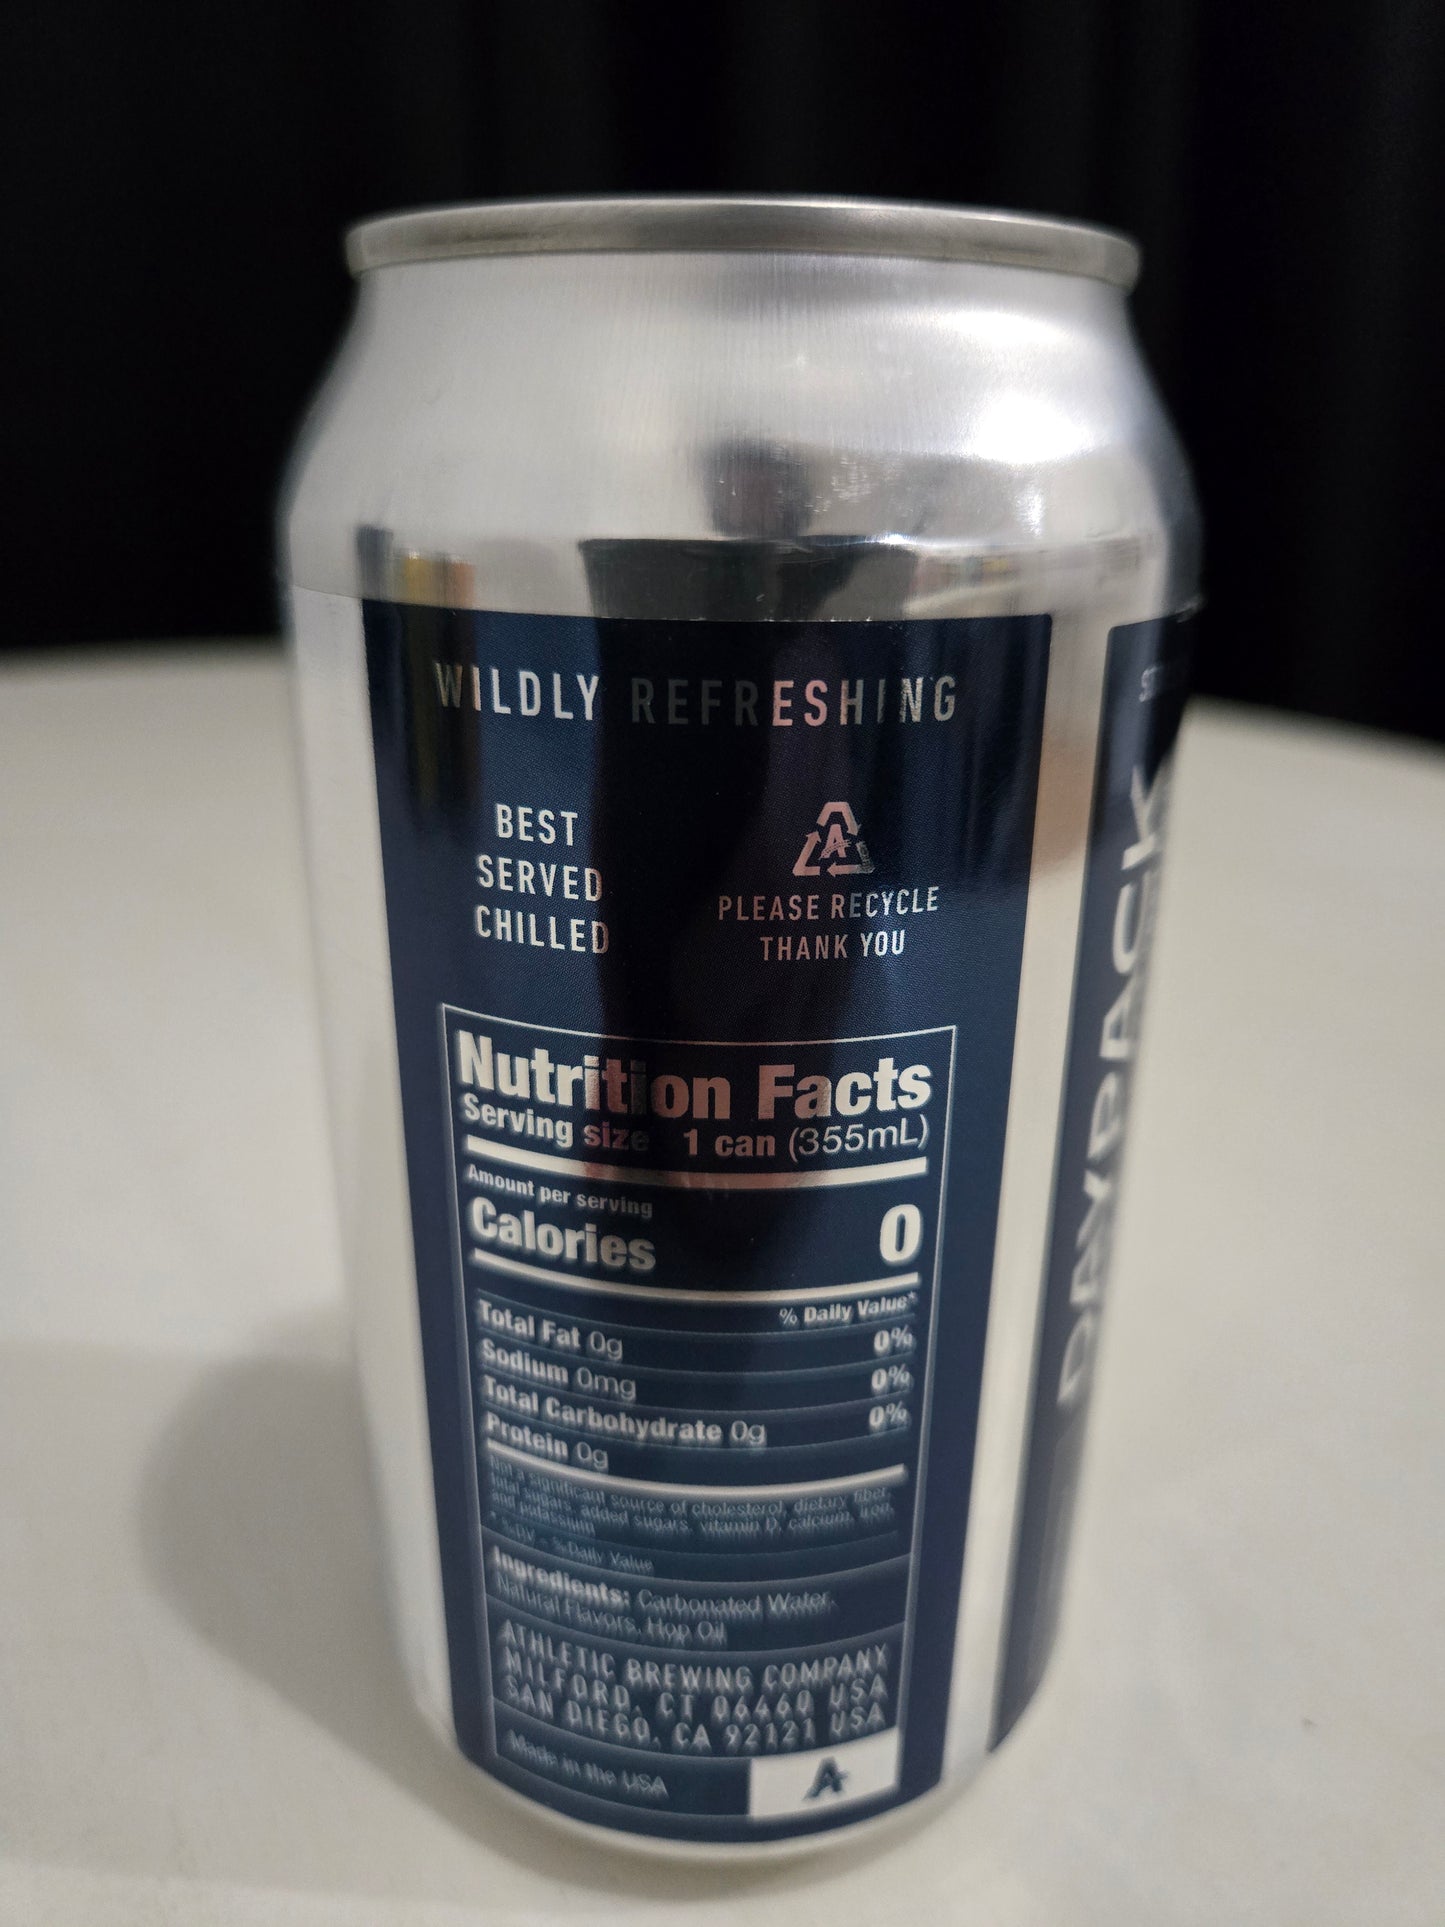 WILDLY REFRESHING
BEST
SERVED
CHILLED
PLEASE RECYCLE
THANK YOU
Nutrition Facts
Serving size 1 can (355mL)
Amount per serving
Calories 0
% Daily Value*
Total Fat 0g 0%
Sodium 0mg 0%
Total Carbohydrate 0g 0%
Protein 0g
Not a significant source of cholesterol, dietary fiber,
total sugars, added sugars, vitamin D, calcium, iron,
and potassium
* %DV = %Daily Value
Ingredients: Carbonated Water,
Natural Flavors, Hop Oil
ATHLETIC BREWING COMPANY
MILFORD, CT 06460 USA
SAN DIEGO, CA 92121 USA
Made in the USA
A
DAYPACK